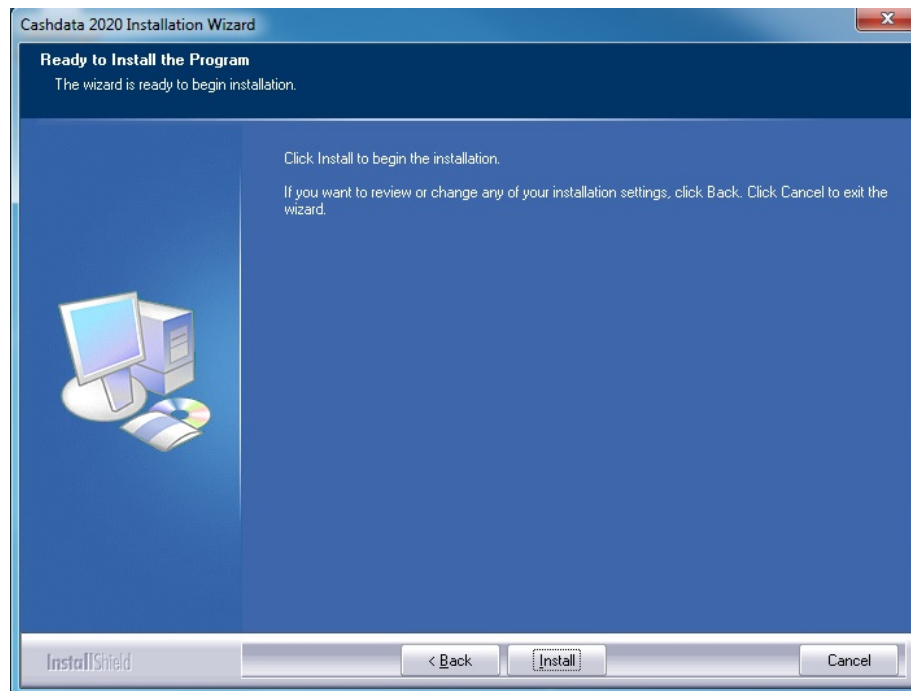 Cashdata 2020 Installation Wizard
Ready to Install the Program
The wizard is ready to begin installation.
Click Install to begin the installation.
If you want to review or change any of your installation settings, click Back. Click Cancel to exit the
wizard.
InstallShield
< Back
Install
Cancel